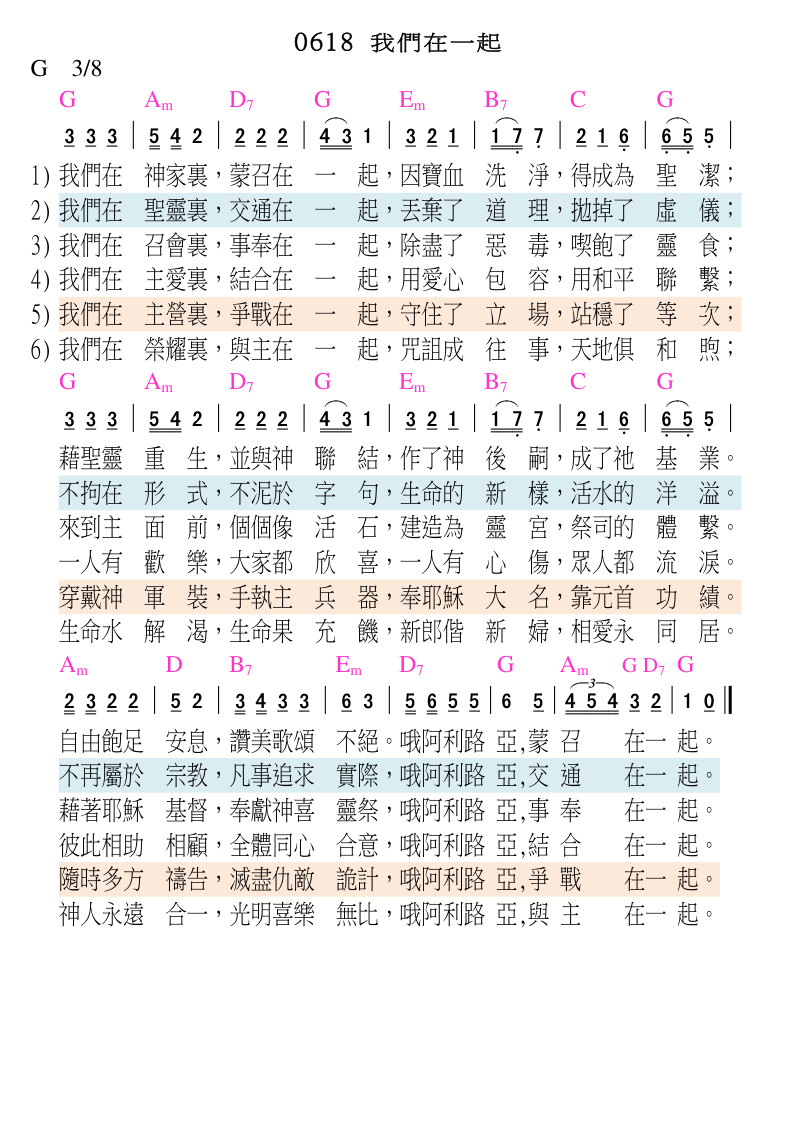 0618 我們在一起
G 3/8
G Am D7 G Em B7 C G
3 3 3 | 5 4 2 | 2 2 2 | 4 3 1 | 3 2 1 | 1 7 7 | 2 1 6 | 6 5 5 |
1) 我們在 神家裏，蒙召在 一 起，因寶血 洗 淨，得成為 聖 潔；
2) 我們在 聖靈裏，交通在 一 起，丟棄了 道 理，拋掉了 虛 儀；
3) 我們在 召會裏，事奉在 一 起，除盡了 惡 毒，喫飽了 靈 食；
4) 我們在 主愛裏，結合在 一 起，用愛心 包 容，用和平 聯 繫；
5) 我們在 主營裏，爭戰在 一 起，守住了 立 場，站穩了 等 次；
6) 我們在 榮耀裏，與主在 一 起，咒詛成 往 事，天地俱 和 煦；
G Am D7 G Em B7 C G
3 3 3 | 5 4 2 | 2 2 2 | 4 3 1 | 3 2 1 | 1 7 7 | 2 1 6 | 6 5 5 |
藉聖靈 重 生，並與神 聯 結，作了神 後 嗣，成了祂 基 業。
不拘在 形 式，不泥於 字 句，生命的 新 樣，活水的 洋 溢。
來到主 面 前，個個像 活 石，建造為 靈 宮，祭司的 體 繫。
一人有 歡 樂，大家都 欣 喜，一人有 心 傷，眾人都 流 淚。
穿戴神 軍 裝，手執主 兵 器，奉耶穌 大 名，靠元首 功 績。
生命水 解 渴，生命果 充 饑，新郎偕 新 婦，相愛永 同 居。
Am D B7 Em D7 G Am G D7 G
2 3 2 2 | 5 2 | 3 4 3 3 | 6 3 | 5 6 5 5 | 6 5 | 3 4 5 4 3 2 | 1 0 ||
自由飽足 安息，讚美歌頌 不絕。哦阿利路 亞,蒙 召 在一 起。
不再屬於 宗教，凡事追求 實際，哦阿利路 亞,交 通 在一 起。
藉著耶穌 基督，奉獻神喜 靈祭，哦阿利路 亞,事 奉 在一 起。
彼此相助 相顧，全體同心 合意，哦阿利路 亞,結 合 在一 起。
隨時多方 禱告，滅盡仇敵 詭計，哦阿利路 亞,爭 戰 在一 起。
神人永遠 合一，光明喜樂 無比，哦阿利路 亞,與 主 在一 起。